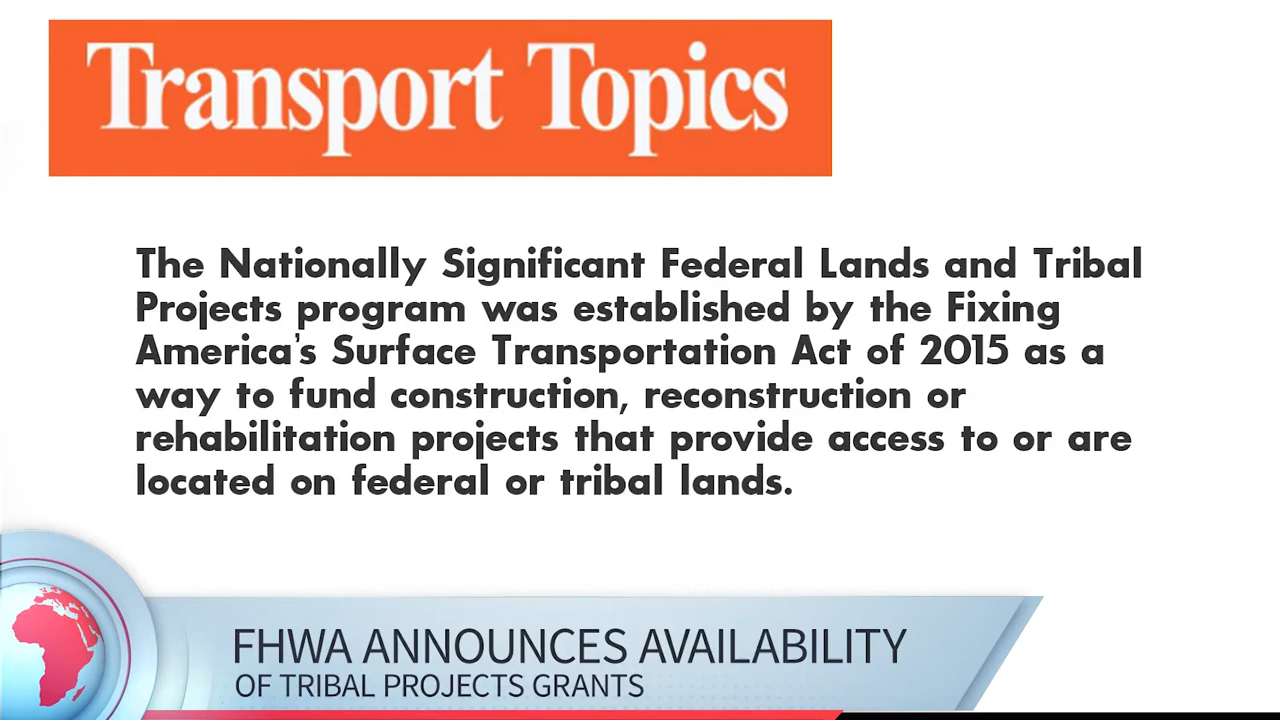 Transport Topics
The Nationally Significant Federal Lands and Tribal
Projects program was established by the Fixing
America's Surface Transportation Act of 2015 as a
way to fund construction, reconstruction or
rehabilitation projects that provide access to or are
located on federal or tribal lands.
FHWA ANNOUNCES AVAILABILITY
OF TRIBAL PROJECTS GRANTS